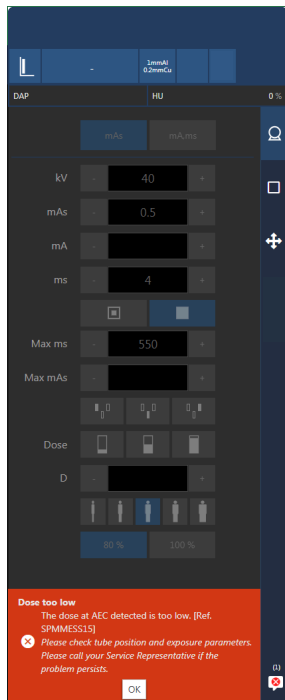 -
1mmAl
0.2mmCu
DAP HU 0 %
mAs mA.ms
kV - 40 +
mAs - 0.5 +
mA - +
ms - 4 +
Max ms - 550 +
Max mAs - +
Dose
D - +
80 % 100 %
Dose too low
The dose at AEC detected is too low. [Ref.
SPMMESS15]
Please check tube position and exposure parameters.
Please call your Service Representative if the
problem persists.
(1)
OK